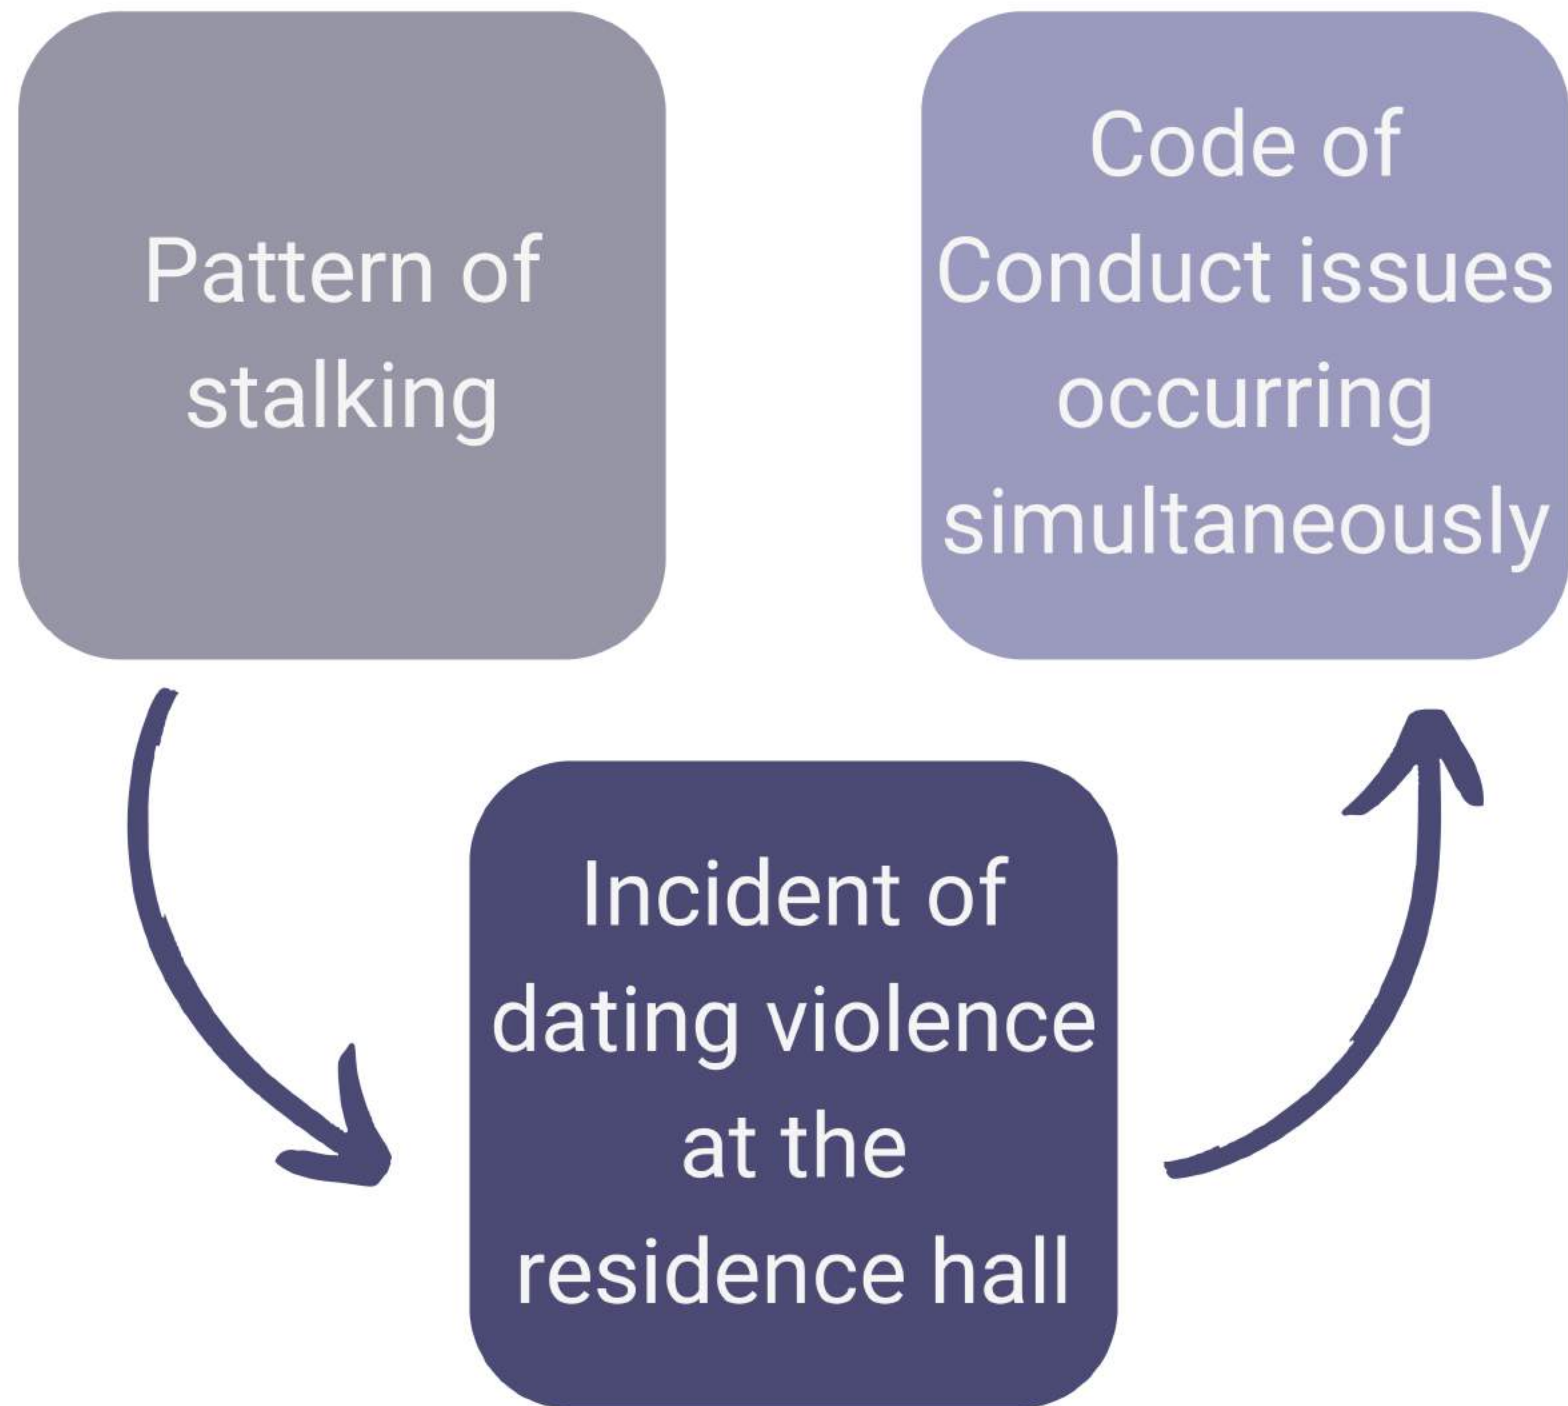 Pattern of
stalking
Incident of
dating violence
at the
residence hall
Code of
Conduct issues
occurring
simultaneously